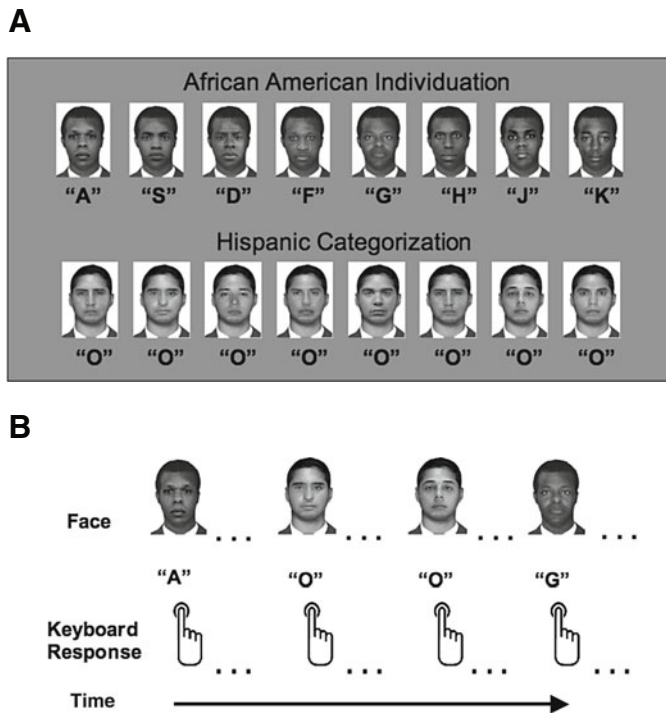 A
African American Individuation
“A” “S” “D” “F” “G” “H” “J” “K”
Hispanic Categorization
“O” “O” “O” “O” “O” “O” “O” “O”
B
Face
“A” “O” “O” “G”
Keyboard
Response
Time